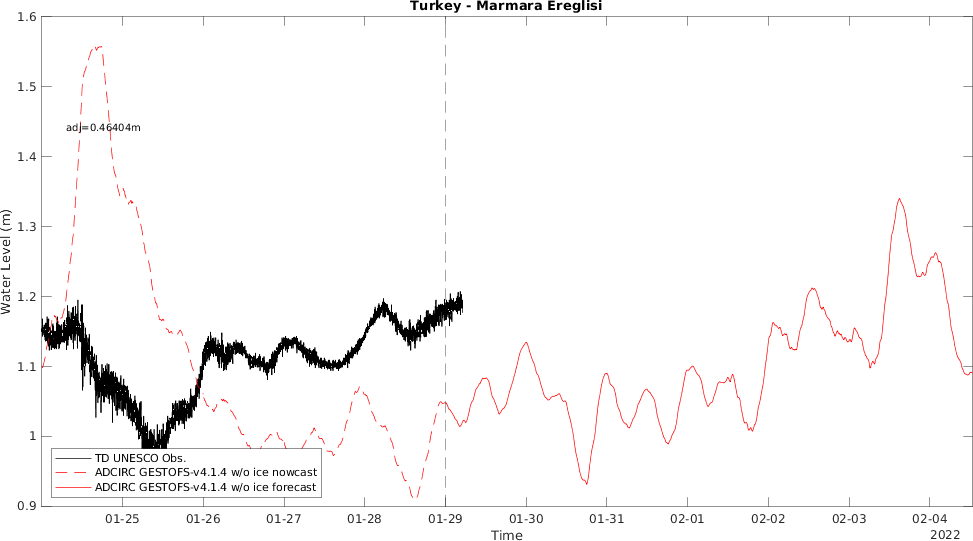 Turkey - Marmara Ereglisi
1.6
1.5
1.4
1.3
1.2
1.1
1
0.9
Water Level (m)
adj=0.46404m
TD UNESCO Obs.
ADCIRC GESTOFS-v4.1.4 w/o ice nowcast
ADCIRC GESTOFS-v4.1.4 w/o ice forecast
01-25 01-26 01-27 01-28 01-29 01-30 01-31 02-01 02-02 02-03 02-04
Time
2022